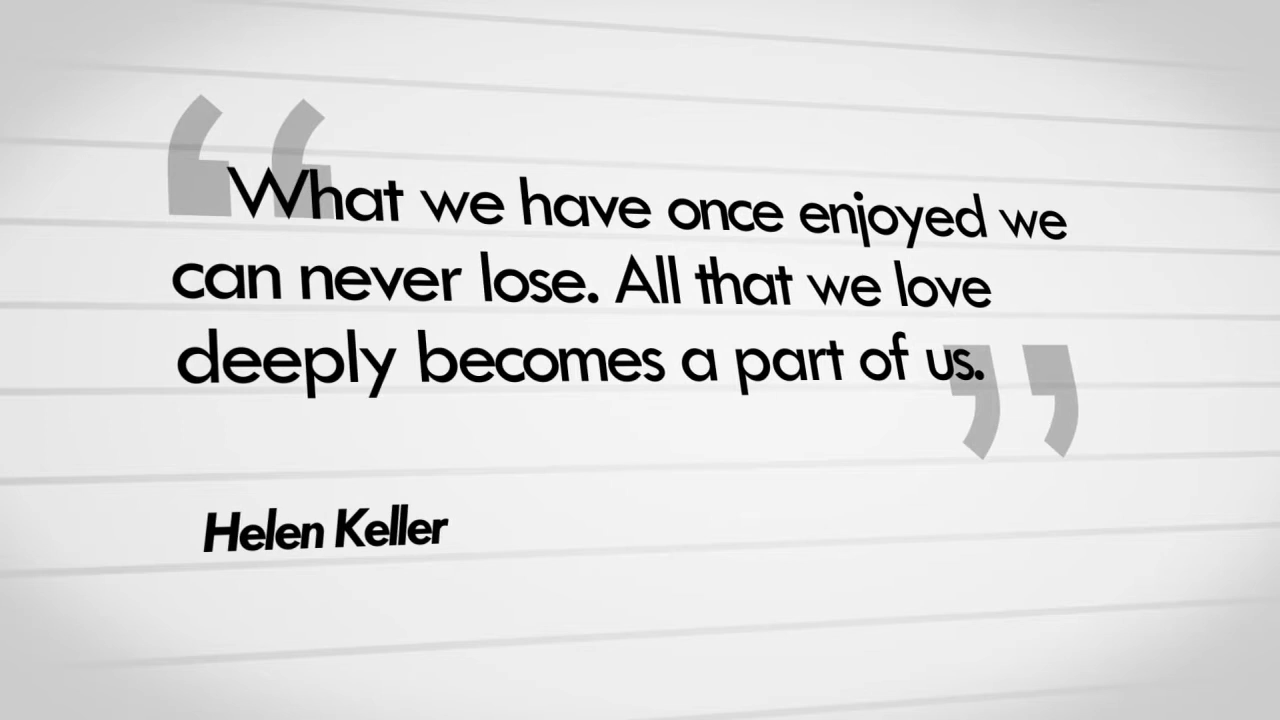 “What we have once enjoyed we
can never lose. All that we love
deeply becomes a part of us.”
Helen Keller